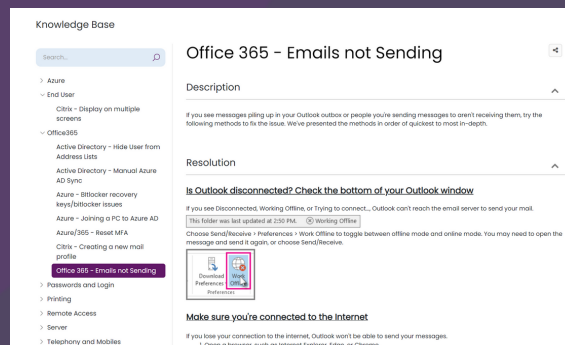 Knowledge Base
Search...
Azure
End User
Citrix - Display on multiple
screens
Office365
Active Directory - Hide User from
Address Lists
Active Directory - Manual Azure
AD Sync
Azure - Bitlocker recovery
keys/bitlocker issues
Azure - Joining a PC to Azure AD
Azure/365 - Reset MFA
Citrix - Creating a new mail
profile
Office 365 - Emails not Sending
Passwords and Login
Printing
Remote Access
Server
Telephony and Mobiles
Office 365 - Emails not Sending
Description
If you see messages piling up in your Outlook outbox or people you're sending messages to aren't receiving them, try the
following methods to fix the issue. We've presented the methods in order of quickest to most in-depth.
Resolution
Is Outlook disconnected? Check the bottom of your Outlook window
If you see Disconnected, Working Offline, or Trying to connect..., Outlook can't reach the email server to send your mail.
This folder was last updated at 2:50 PM. Working Offline
Choose Send/Receive > Preferences > Work Offline to toggle between offline mode and online mode. You may need to open the
message and send it again, or choose Send/Receive.
Download Work
Preferences Offline
Preferences
Make sure you're connected to the Internet
If you lose your connection to the internet, Outlook won't be able to send your messages.
1. Open a browser, such as Internet Explorer, Edge, or Chrome.